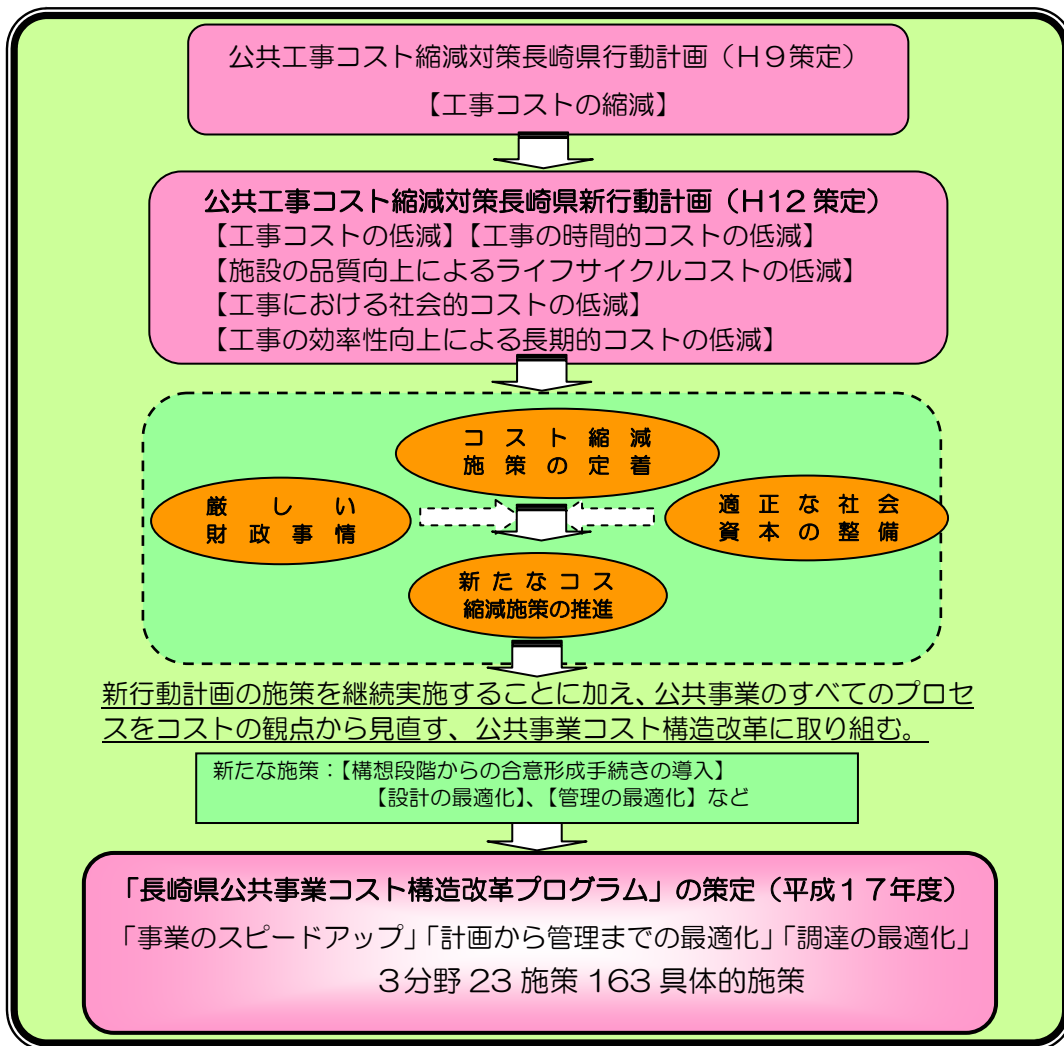 公共工事コスト縮減対策長崎県行動計画（Ｈ９策定）
【工事コストの縮減】
公共工事コスト縮減対策長崎県新行動計画（H12 策定）
【工事コストの低減】【工事の時間的コストの低減】
【施設の品質向上によるライフサイクルコストの低減】
【工事における社会的コストの低減】
【工事の効率性向上による長期的コストの低減】
コスト縮減
施策の定着
厳しい
財政事情
適正な社会
資本の整備
新たなコス
縮減施策の推進
新行動計画の施策を継続実施することに加え、公共事業のすべてのプロセ
スをコストの観点から見直す、公共事業コスト構造改革に取り組む。
新たな施策：【構想段階からの合意形成手続きの導入】
【設計の最適化】、【管理の最適化】など
「長崎県公共事業コスト構造改革プログラム」の策定（平成１７年度）
「事業のスピードアップ」「計画から管理までの最適化」「調達の最適化」
３分野 23 施策 163 具体的施策